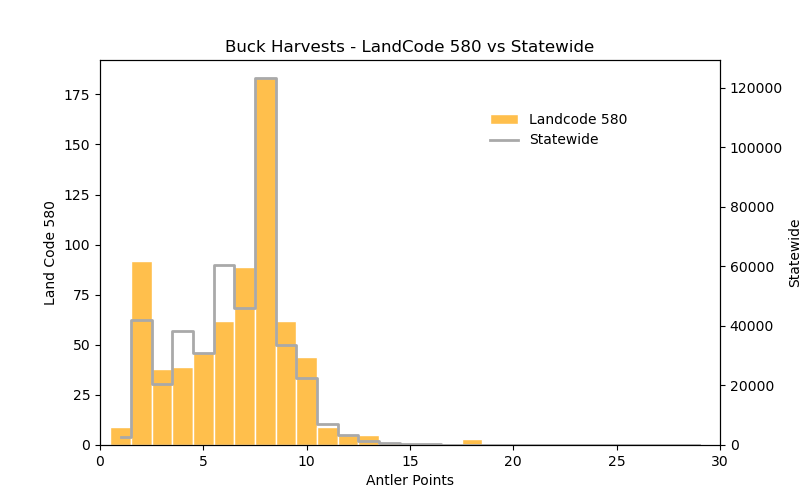 Buck Harvests - LandCode 580 vs Statewide
175
150
125
100
75
50
25
0
Land Code 580
120000
100000
80000
60000
40000
20000
0
Statewide
Landcode 580
Statewide
0 5 10 15 20 25 30
Antler Points